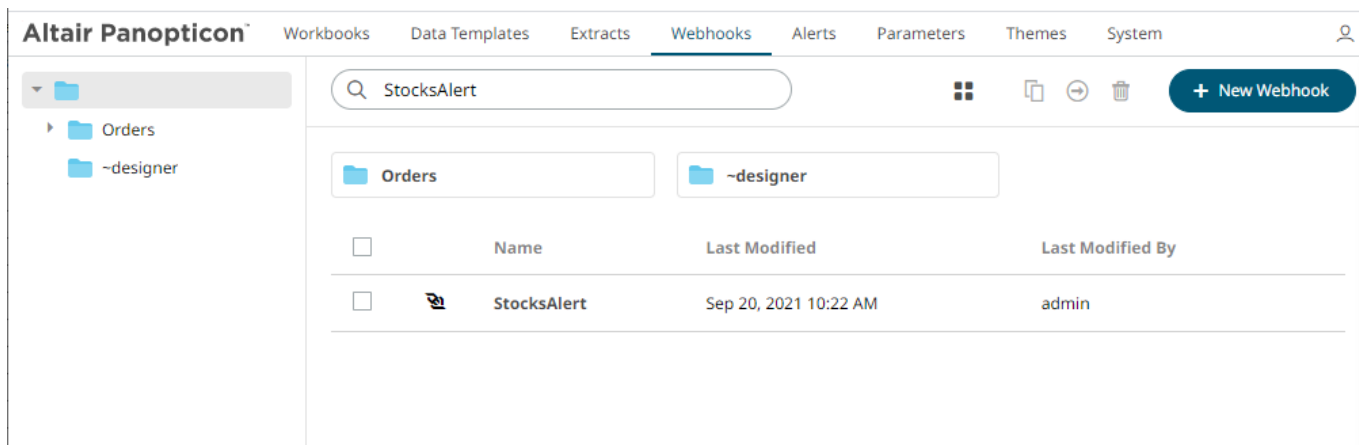 Altair Panopticon™ Workbooks Data Templates Extracts Webhooks Alerts Parameters Themes System
StocksAlert + New Webhook
Orders
~designer
Orders ~designer
Name Last Modified Last Modified By
StocksAlert Sep 20, 2021 10:22 AM admin